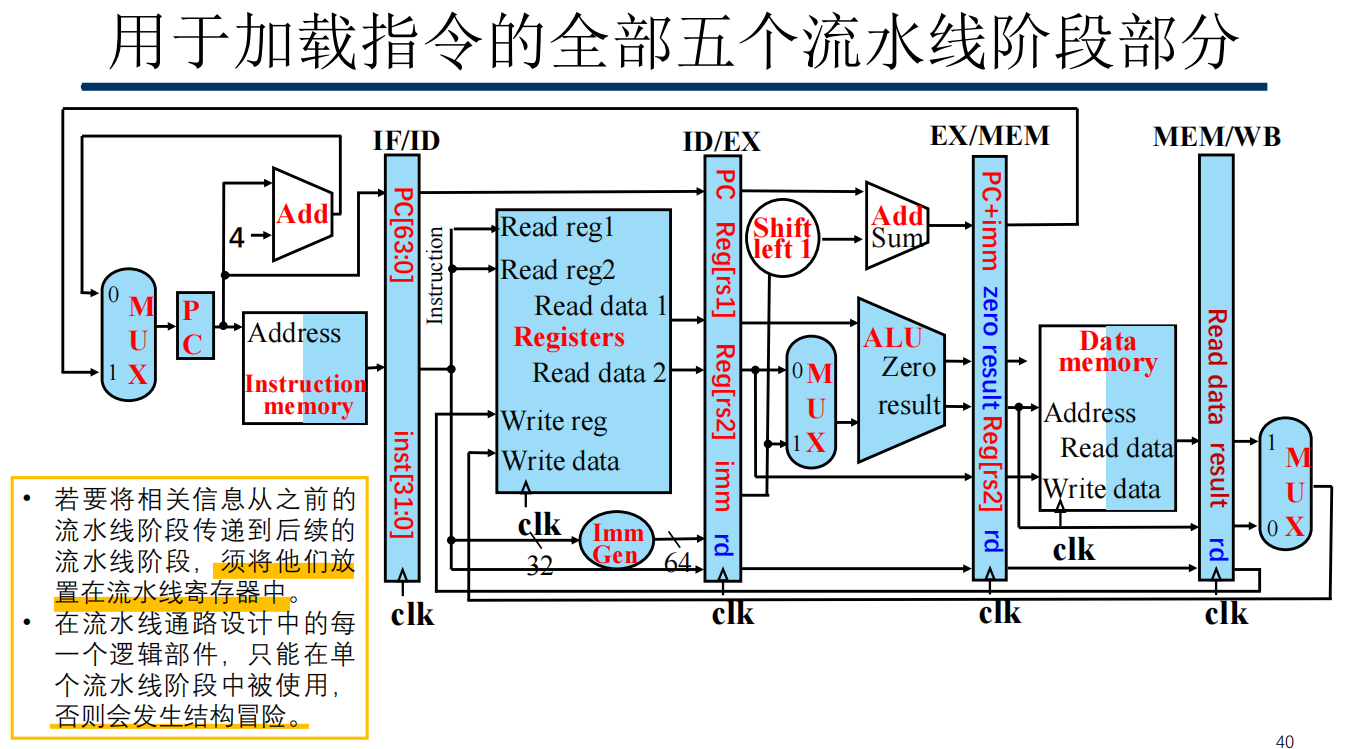 用于加载指令的全部五个流水线阶段部分
IF/ID
ID/EX
EX/MEM
MEM/WB
Add
4
0
M
U
1
X
P
C
Address
Instruction
memory
PC[63:0]
inst[31:0]
Instruction
Read reg1
Read reg2
Read data 1
Registers
Read data 2
Write reg
Write data
clk
Imm
Gen
32
64
PC
Reg[rs1]
Reg[rs2]
imm
rd
Shift
left 1
Add
Sum
0
M
U
1
X
ALU
Zero
result
PC+imm
zero
result
Reg[rs2]
rd
Data
memory
Address
Read data
Write data
clk
Read data
result
rd
1
M
U
0
X
clk
clk
clk
clk
• 若要将相关信息从之前的
流水线阶段传递到后续的
流水线阶段，须将他们放
置在流水线寄存器中。
• 在流水线通路设计中的每
一个逻辑部件，只能在单
个流水线阶段中被使用，
否则会发生结构冒险。
40